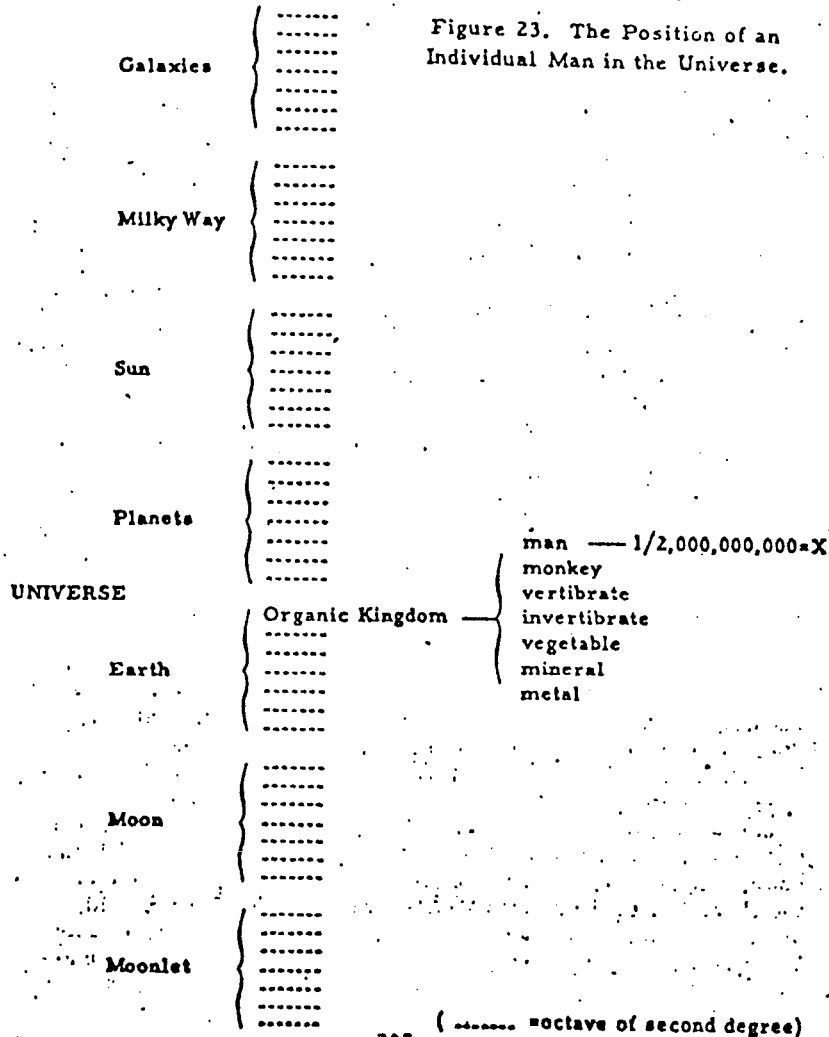 Figure 23. The Position of an
Individual Man in the Universe.
Galaxies
Milky Way
Sun
Planets
man — 1/2,000,000,000=X
monkey
vertibrate
UNIVERSE
Organic Kingdom — invertibrate
vegetable
Earth
mineral
metal
Moon
Moonlet
( ....... =octave of second degree)